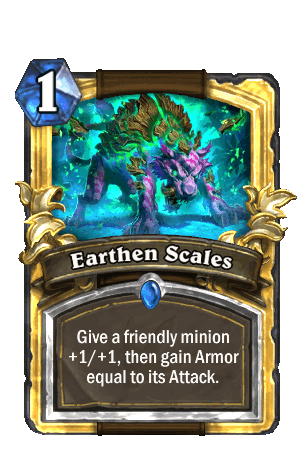 1
Earthen Scales
Give a friendly minion
+1/+1, then gain Armor
equal to its Attack.